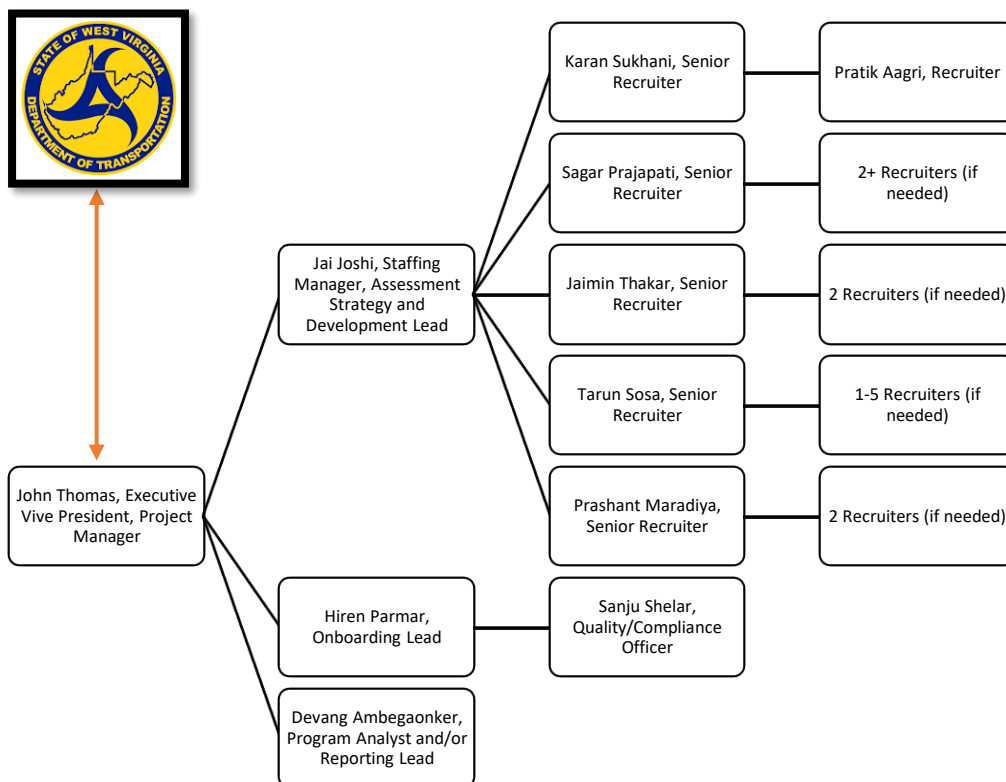 STATE OF WEST VIRGINIA
DEPARTMENT OF TRANSPORTATION
Karan Sukhani, Senior
Recruiter
Pratik Aagri, Recruiter
Sagar Prajapati, Senior
Recruiter
2+ Recruiters (if
needed)
Jai Joshi, Staffing
Manager, Assessment
Strategy and
Development Lead
Jaimin Thakar, Senior
Recruiter
2 Recruiters (if needed)
Tarun Sosa, Senior
Recruiter
1-5 Recruiters (if
needed)
John Thomas, Executive
Vive President, Project
Manager
Prashant Maradiya,
Senior Recruiter
2 Recruiters (if needed)
Hiren Parmar,
Onboarding Lead
Sanju Shelar,
Quality/Compliance
Officer
Devang Ambegaonker,
Program Analyst and/or
Reporting Lead